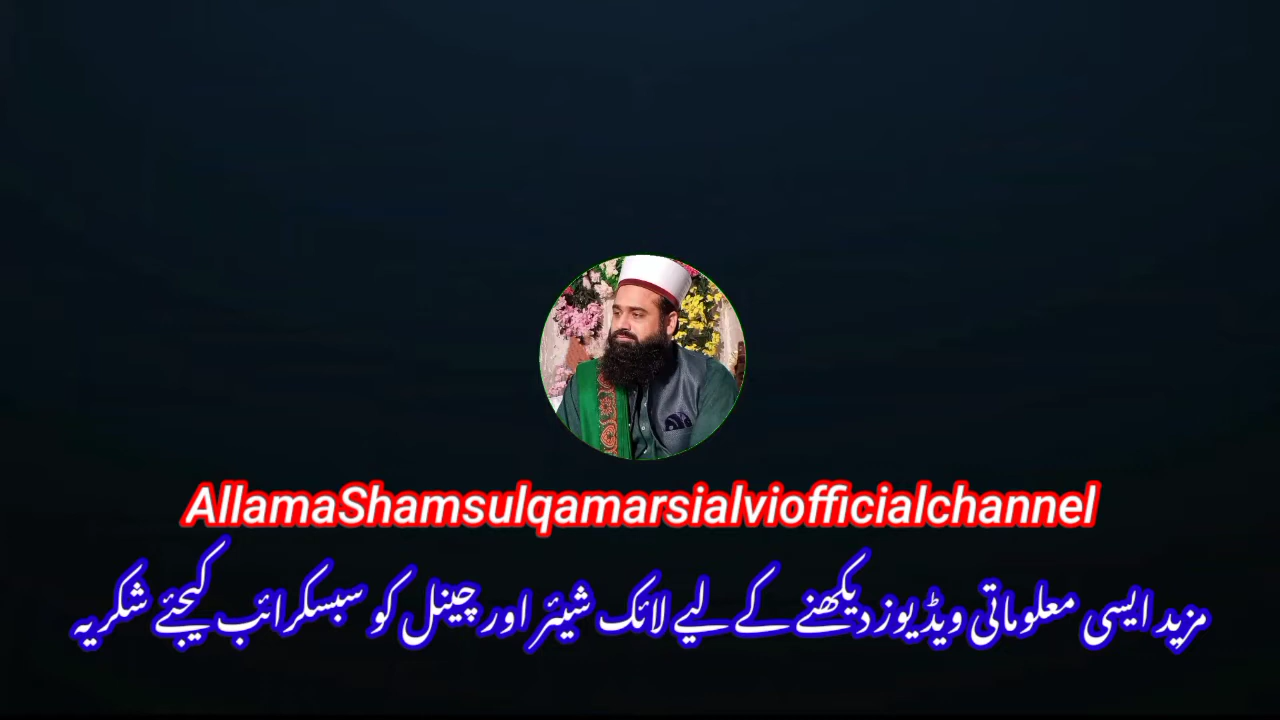 AllamaShamsulqamarsialviofficialchannel
مزید ایسی معلوماتی ویڈیوز دیکھنے کے لیے لائک شیئر اور چینل کو سبسکرائب کیجئے شکریہ